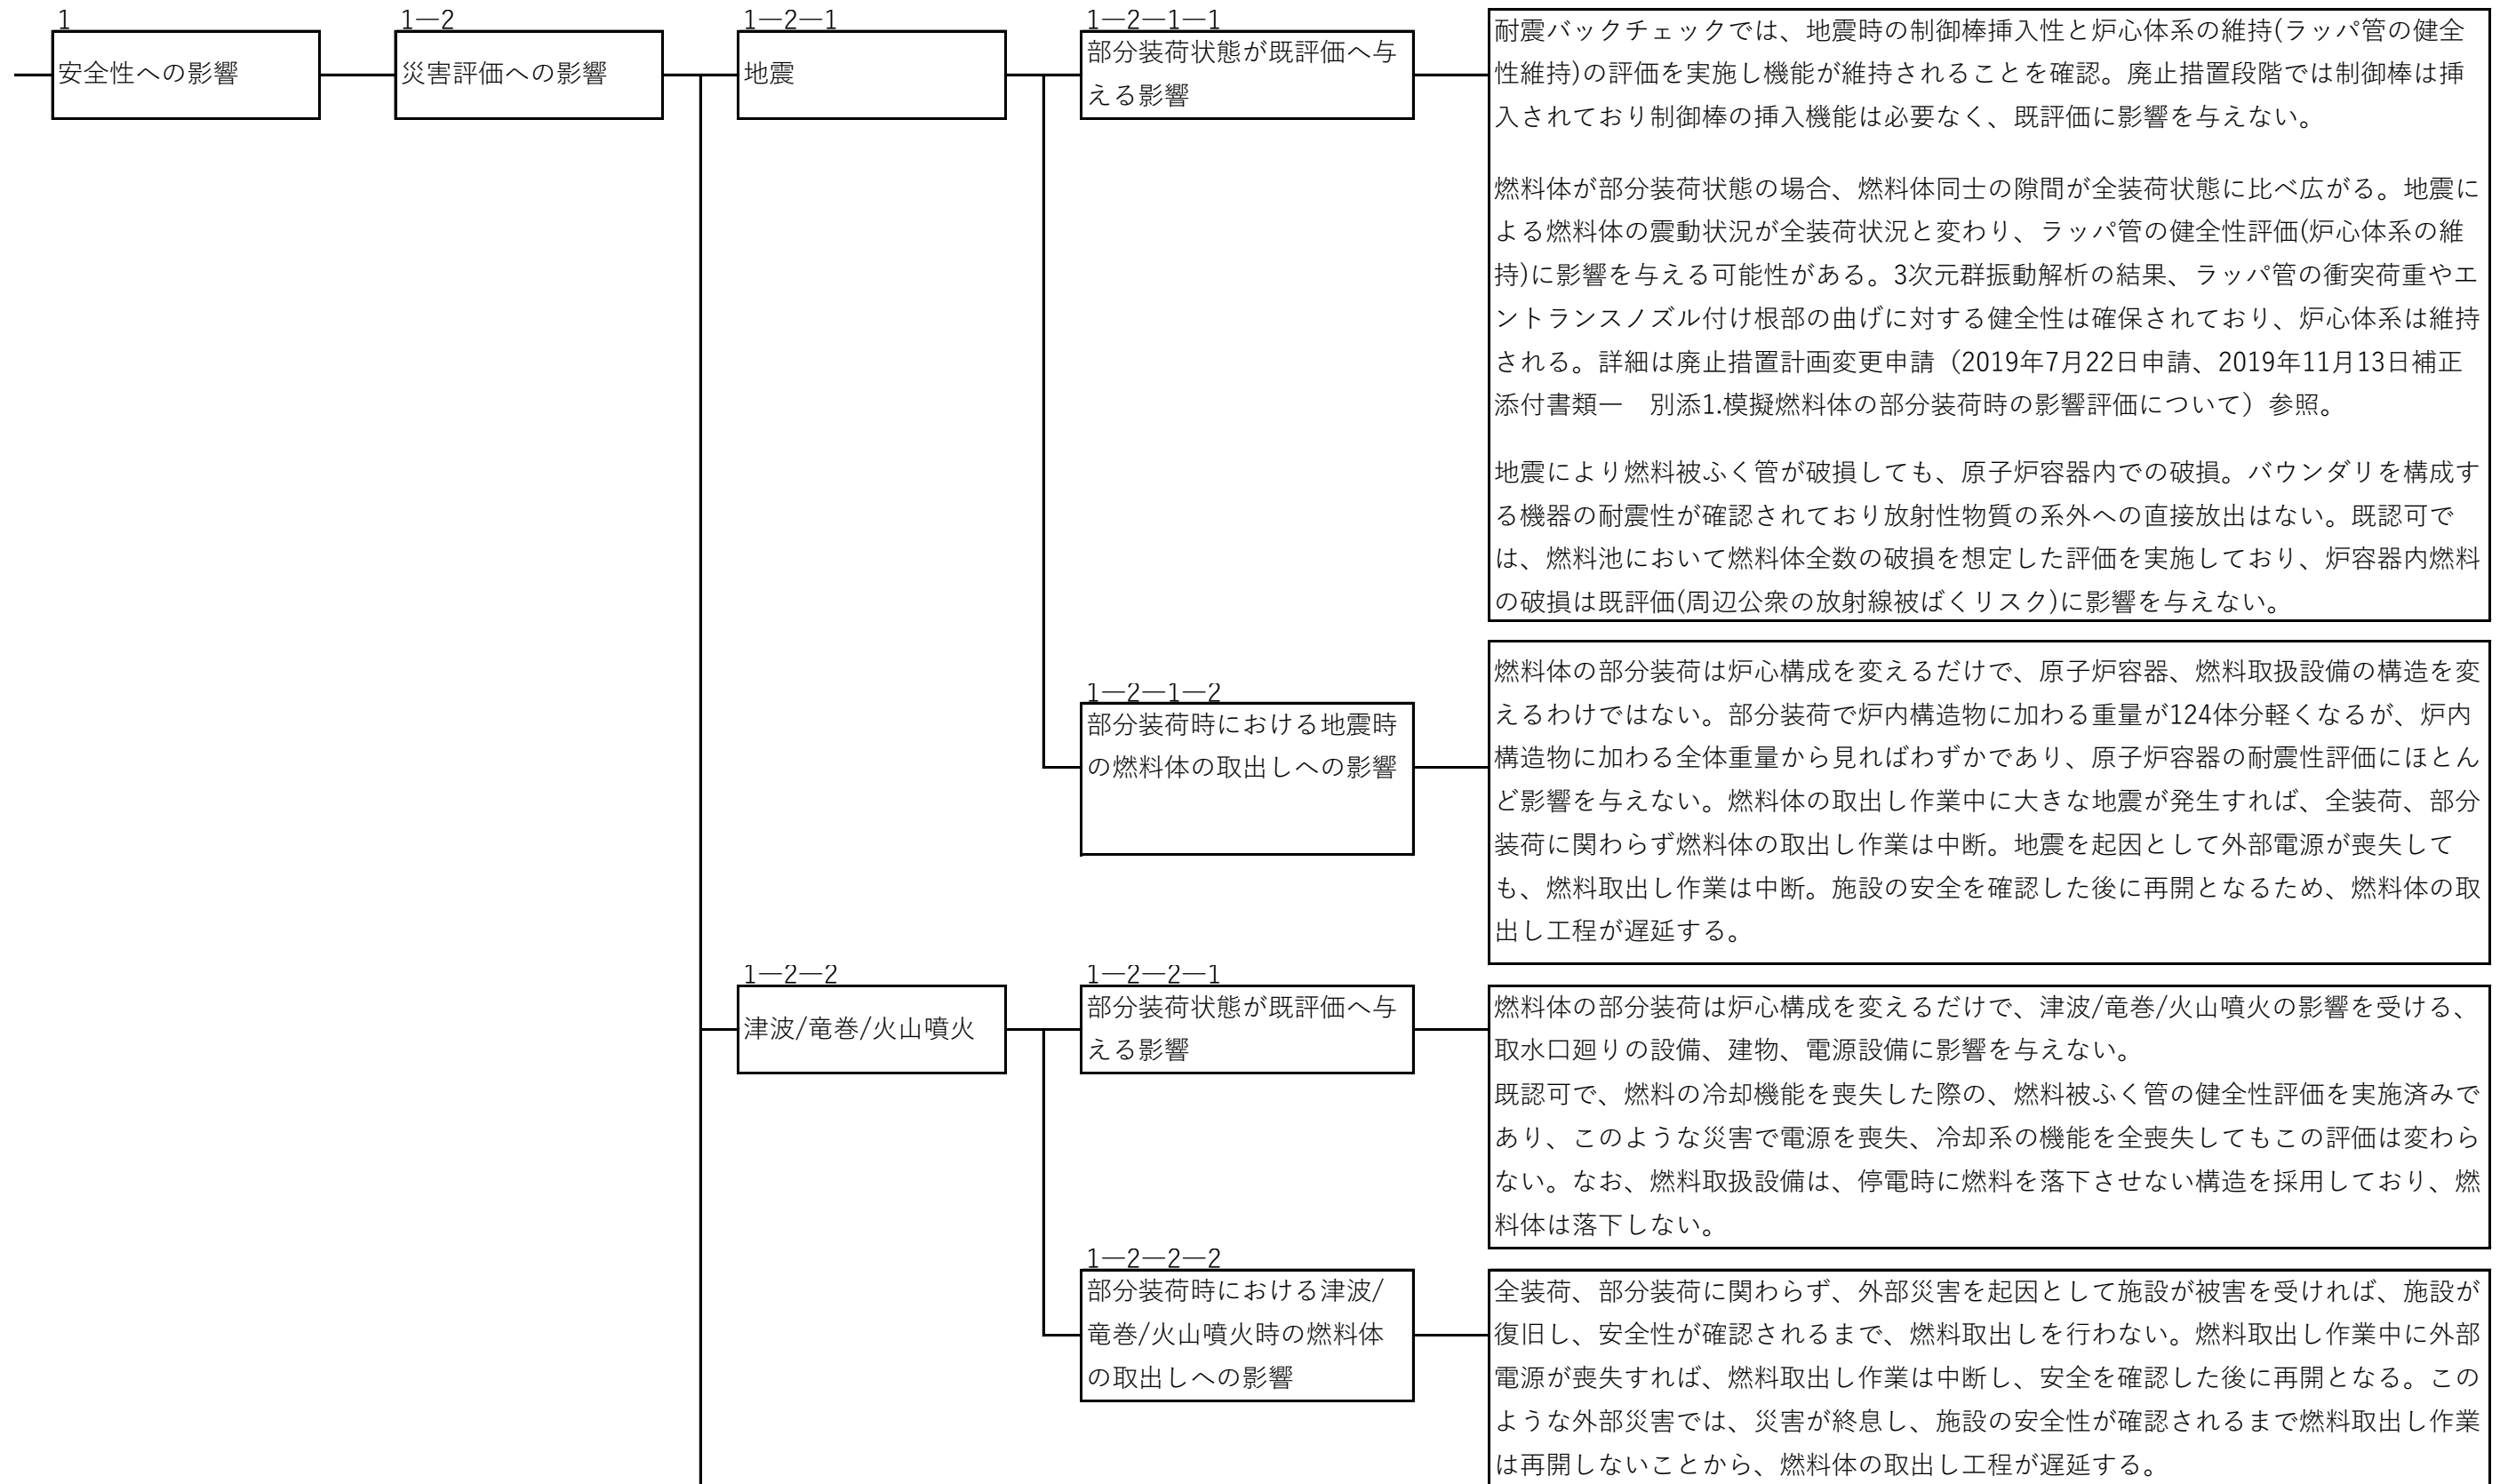 1
安全性への影響
1―2
災害評価への影響
1―2―1
地震
1―2―1―1
部分装荷状態が既評価へ与
える影響
耐震バックチェックでは、地震時の制御棒挿入性と炉心体系の維持(ラッパ管の健全
性維持)の評価を実施し機能が維持されることを確認。廃止措置段階では制御棒は挿
入されており制御棒の挿入機能は必要なく、既評価に影響を与えない。
燃料体が部分装荷状態の場合、燃料体同士の隙間が全装荷状態に比べ広がる。地震に
よる燃料体の震動状況が全装荷状況と変わり、ラッパ管の健全性評価(炉心体系の維
持)に影響を与える可能性がある。3次元群振動解析の結果、ラッパ管の衝突荷重やエ
ントランスノズル付け根部の曲げに対する健全性は確保されており、炉心体系は維持
される。詳細は廃止措置計画変更申請（2019年7月22日申請、2019年11月13日補正
添付書類一　別添1.模擬燃料体の部分装荷時の影響評価について）参照。
地震により燃料被ふく管が破損しても、原子炉容器内での破損。バウンダリを構成す
る機器の耐震性が確認されており放射性物質の系外への直接放出はない。既認可で
は、燃料池において燃料体全数の破損を想定した評価を実施しており、炉容器内燃料
の破損は既評価(周辺公衆の放射線被ばくリスク)に影響を与えない。
1―2―1―2
部分装荷時における地震時
の燃料体の取出しへの影響
燃料体の部分装荷は炉心構成を変えるだけで、原子炉容器、燃料取扱設備の構造を変
えるわけではない。部分装荷で炉内構造物に加わる重量が124体分軽くなるが、炉内
構造物に加わる全体重量から見ればわずかであり、原子炉容器の耐震性評価にほとん
ど影響を与えない。燃料体の取出し作業中に大きな地震が発生すれば、全装荷、部分
装荷に関わらず燃料体の取出し作業は中断。地震を起因として外部電源が喪失して
も、燃料取出し作業は中断。施設の安全を確認した後に再開となるため、燃料体の取
出し工程が遅延する。
1―2―2
津波/竜巻/火山噴火
1―2―2―1
部分装荷状態が既評価へ与
える影響
燃料体の部分装荷は炉心構成を変えるだけで、津波/竜巻/火山噴火の影響を受ける、
取水口廻りの設備、建物、電源設備に影響を与えない。
既認可で、燃料の冷却機能を喪失した際の、燃料被ふく管の健全性評価を実施済みで
あり、このような災害で電源を喪失、冷却系の機能を全喪失してもこの評価は変わら
ない。なお、燃料取扱設備は、停電時に燃料を落下させない構造を採用しており、燃
料体は落下しない。
1―2―2―2
部分装荷時における津波/
竜巻/火山噴火時の燃料体
の取出しへの影響
全装荷、部分装荷に関わらず、外部災害を起因として施設が被害を受ければ、施設が
復旧し、安全性が確認されるまで、燃料取出しを行わない。燃料取出し作業中に外部
電源が喪失すれば、燃料取出し作業は中断し、安全を確認した後に再開となる。この
ような外部災害では、災害が終息し、施設の安全性が確認されるまで燃料取出し作業
は再開しないことから、燃料体の取出し工程が遅延する。